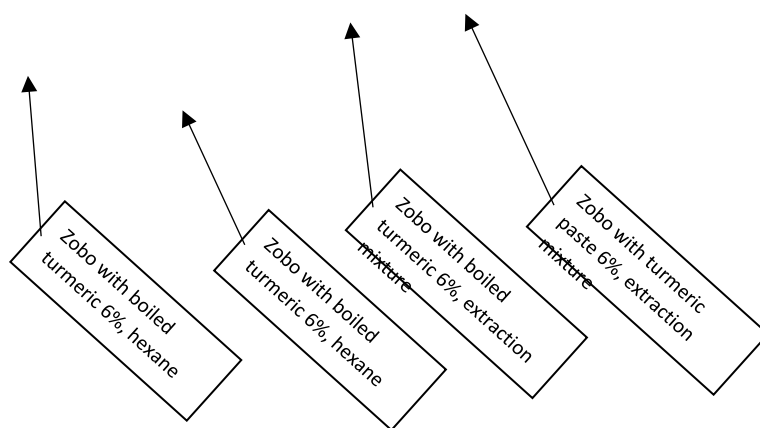 Zobo with boiled
turmeric 6%, hexane
Zobo with boiled
turmeric 6%, hexane
Zobo with boiled
turmeric 6%, extraction
mixture
Zobo with turmeric
paste 6%, extraction
mixture